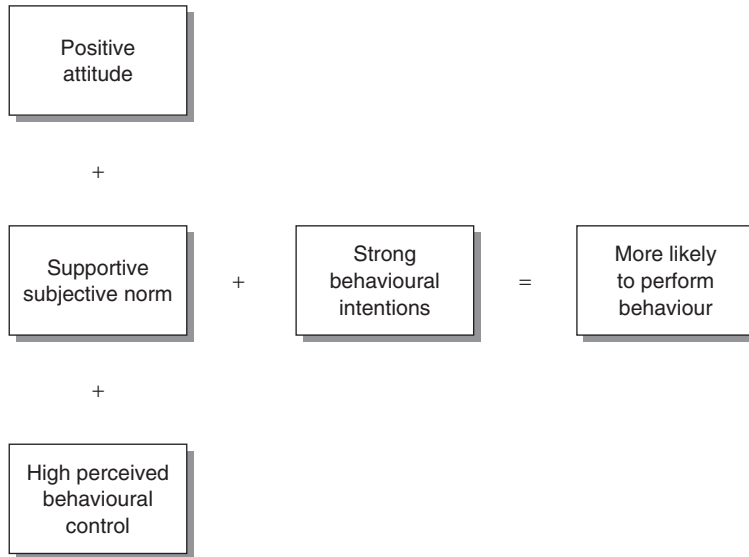 Positive
attitude
+
Supportive
subjective norm
+
Strong
behavioural
intentions
=
More likely
to perform
behaviour
+
High perceived
behavioural
control